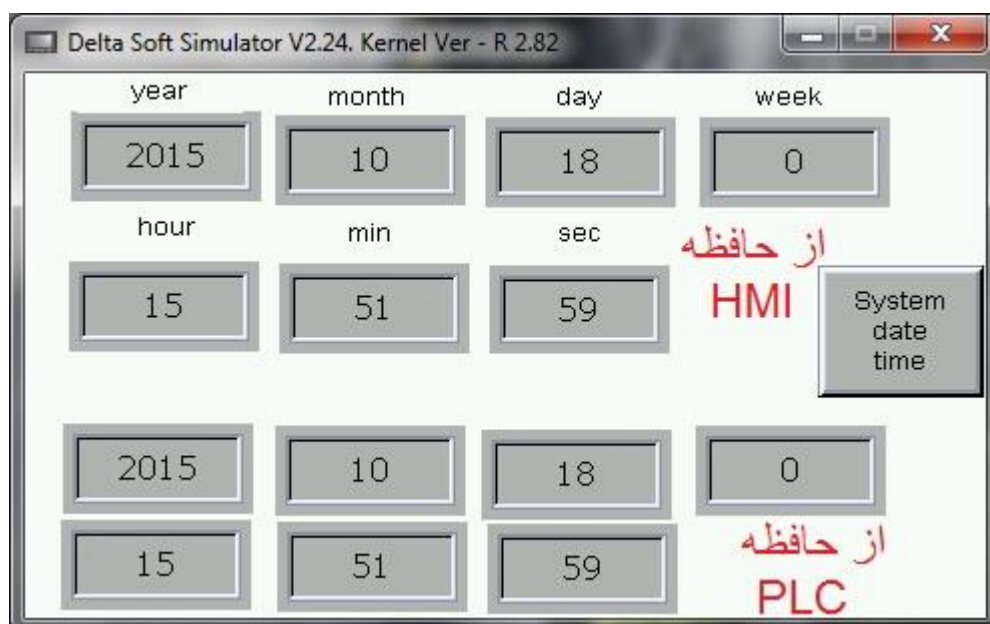 Delta Soft Simulator V2.24. Kernel Ver - R 2.82
year month day week
2015 10 18 0
hour min sec
از حافظه
HMI
15 51 59
System
date
time
2015 10 18 0
15 51 59
از حافظه
PLC